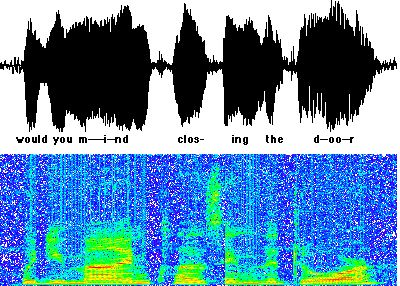 would you m—i—nd clos- ing the d—oo—r